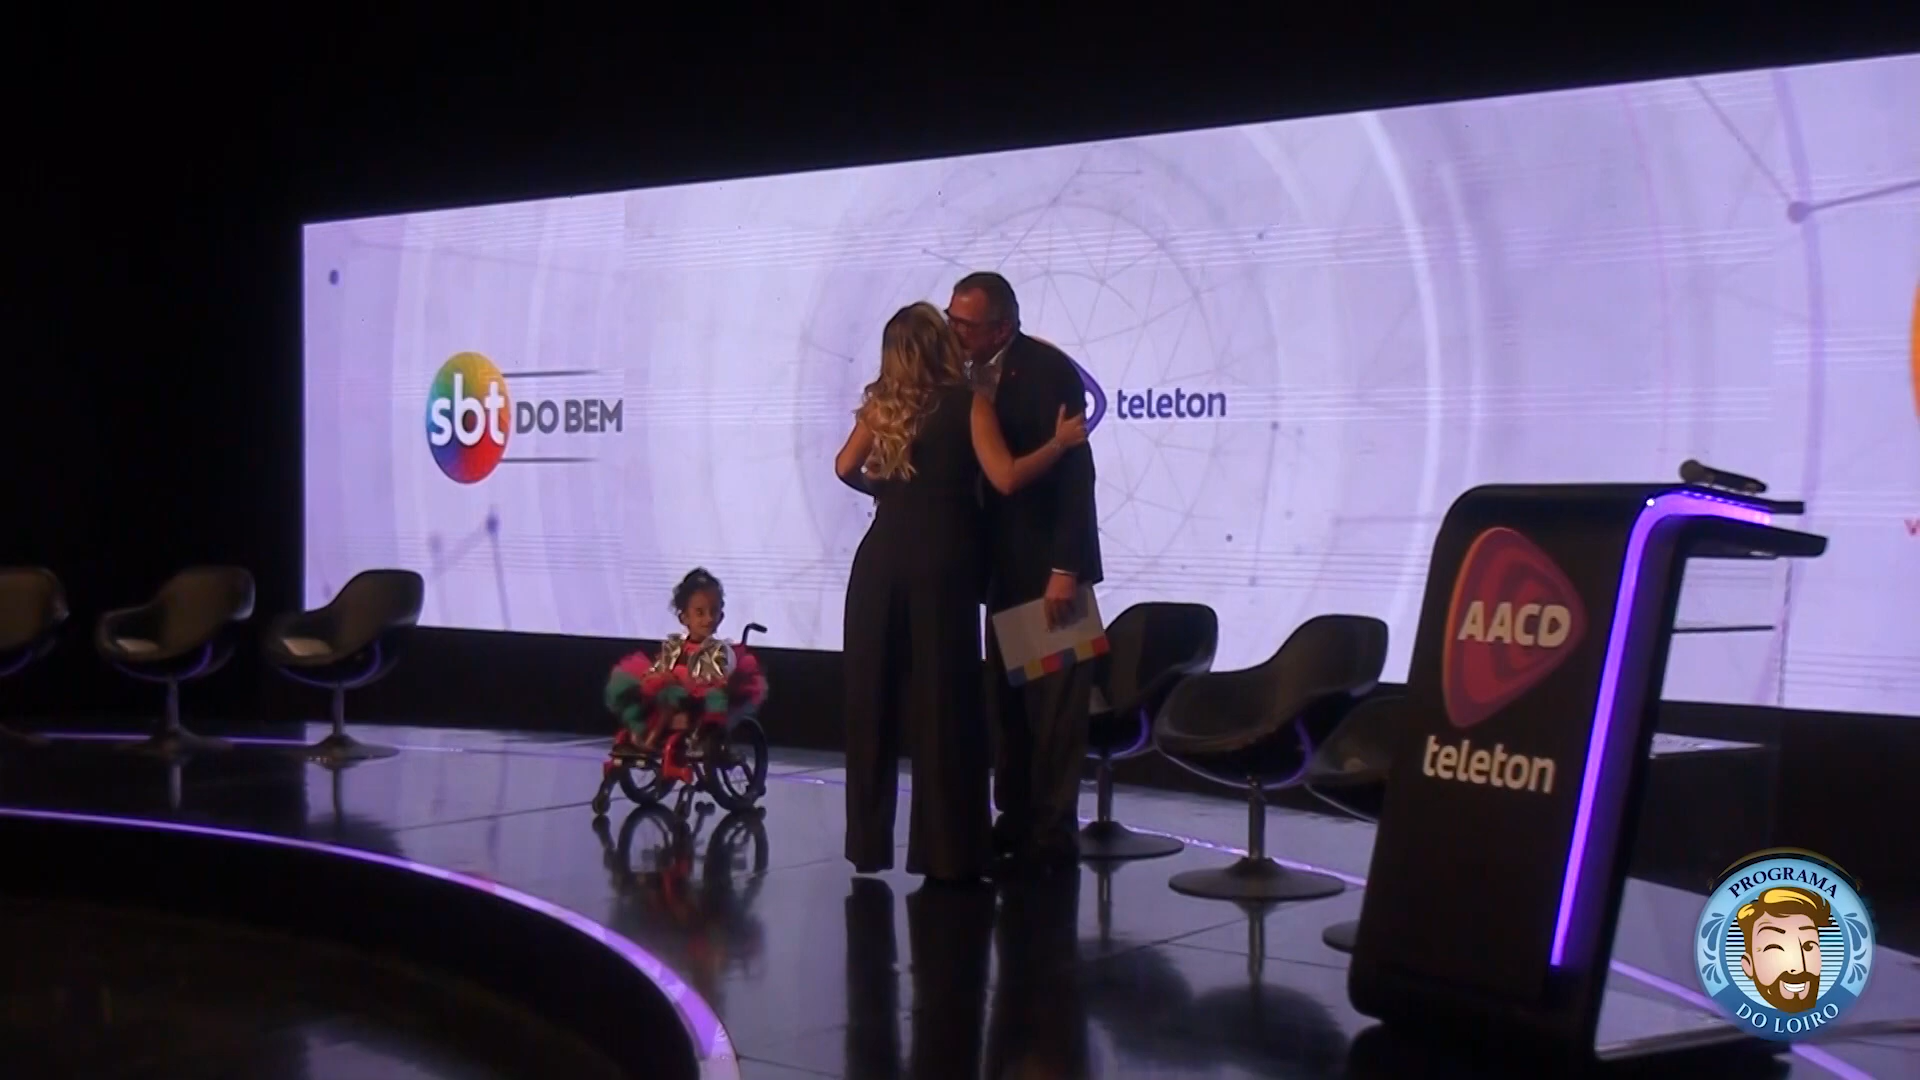 sbt DO BEM
teleton
AACD
teleton
PROGRAMA
DO LOIRO